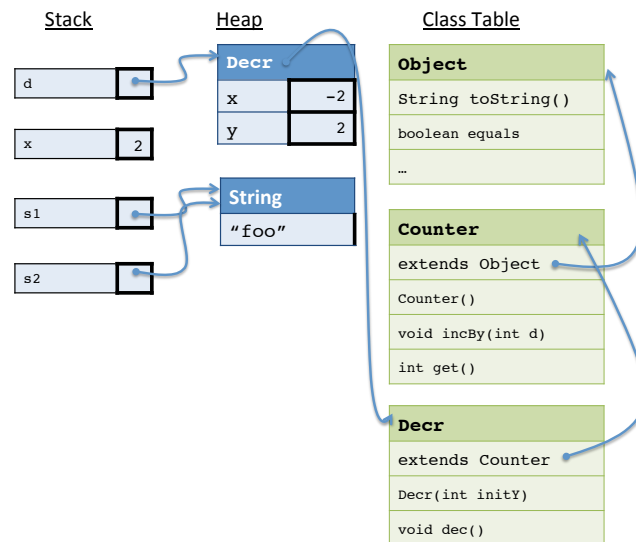 Stack
Heap
Class Table
d
x 2
s1
s2
Decr
x -2
y 2
String
“foo”
Object
String toString()
boolean equals
…
Counter
extends Object
Counter()
void incBy(int d)
int get()
Decr
extends Counter
Decr(int initY)
void dec()